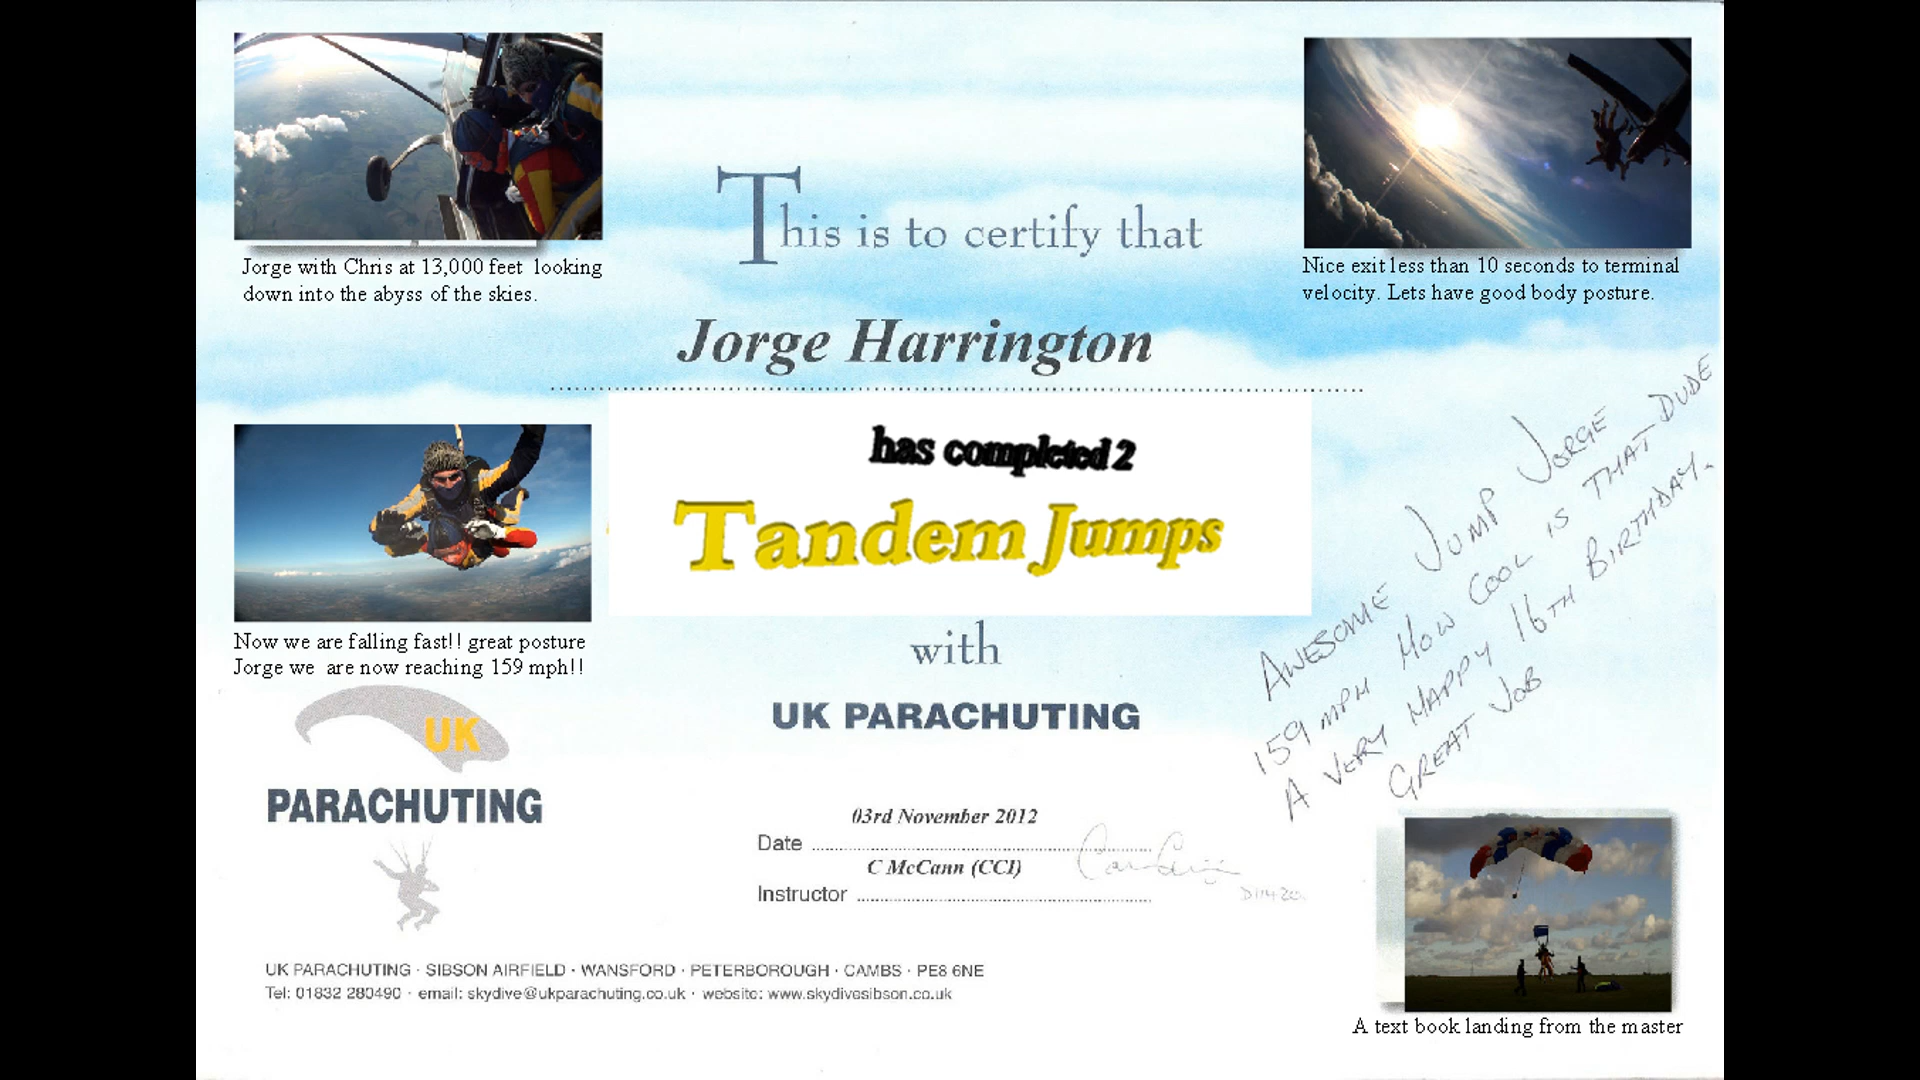 Jorge with Chris at 13,000 feet looking
down into the abyss of the skies.
Nice exit less than 10 seconds to terminal
velocity. Lets have good body posture.
This is to certify that
Jorge Harrington
has completed 2
Tandem Jumps
Now we are falling fast!! great posture
Jorge we are now reaching 159 mph!!
AWESOME JUMP JORGE
159 MPH HOW COOL IS THAT DUDE
A VERY HAPPY 16TH BIRTHDAY.
GREAT JOB
with
UK PARACHUTING
UK
PARACHUTING
03rd November 2012
Date
C McCann (CCI)
Instructor
UK PARACHUTING · SIBSON AIRFIELD · WANSFORD · PETERBOROUGH · CAMBS · PE8 6NE
Tel: 01832 280490 · email: skydive@ukparachuting.co.uk · website: www.skydivesibson.co.uk
A text book landing from the master